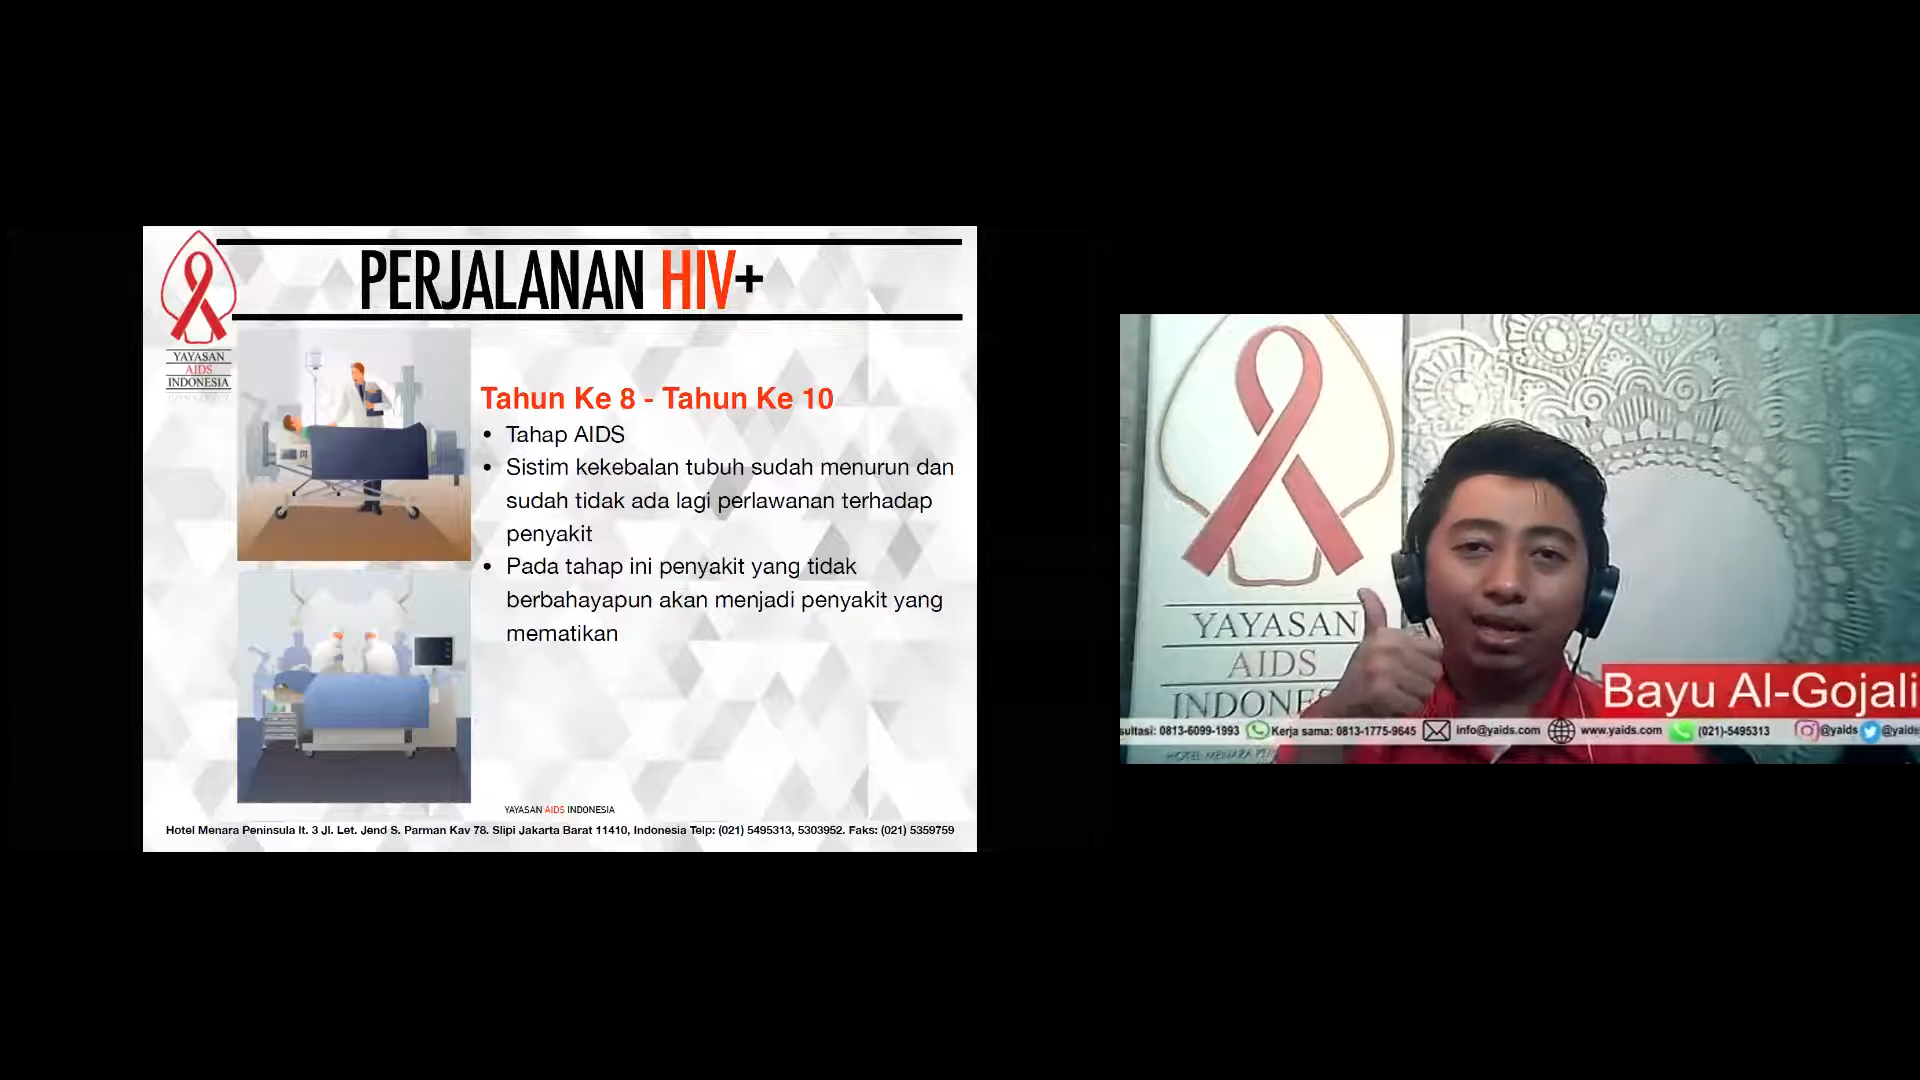 PERJALANAN HIV+
YAYASAN
AIDS
INDONESIA
Tahun Ke 8 - Tahun Ke 10
• Tahap AIDS
• Sistim kekebalan tubuh sudah menurun dan
sudah tidak ada lagi perlawanan terhadap
penyakit
• Pada tahap ini penyakit yang tidak
berbahayapun akan menjadi penyakit yang
mematikan
YAYASAN AIDS INDONESIA
Hotel Menara Peninsula lt. 3 Jl. Let. Jend S. Parman Kav 78. Slipi Jakarta Barat 11410, Indonesia Telp: (021) 5495313, 5303952. Faks: (021) 5359759
YAYASAN
AIDS
INDONES
Bayu Al-Gojali
sultasi: 0813-6099-1993 Kerja sama: 0813-1775-9645 info@yaids.com www.yaids.com (021)-5495313 @yaids @yaids
HOTEL MENARA